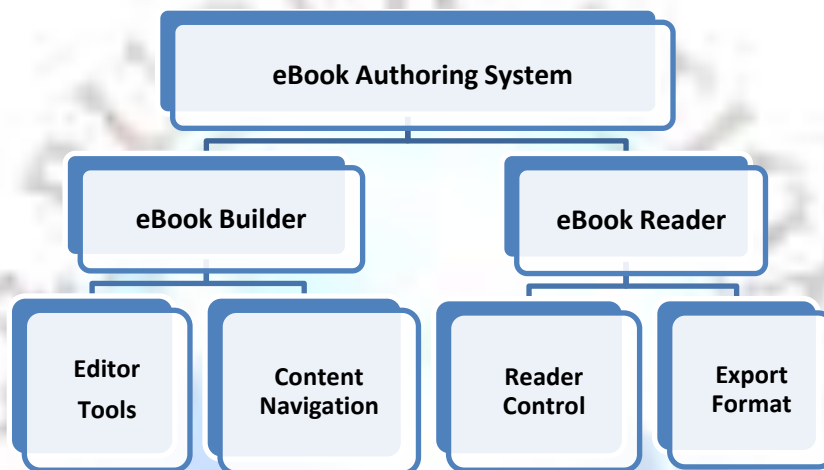 eBook Authoring System
eBook Builder
eBook Reader
Editor
Tools
Content
Navigation
Reader
Control
Export
Format